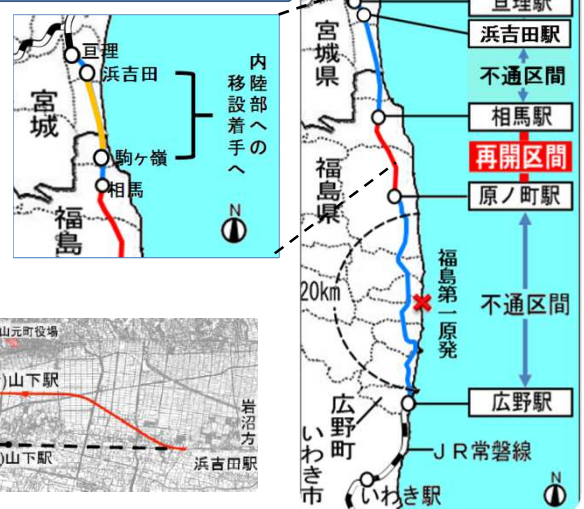 亘理
浜吉田
宮城
駒ヶ嶺
相馬
福島
内陸部への
移設着手へ
N
山元町役場
)山下駅
)山下駅
岩沼方
浜吉田駅
亘理駅
宮城県
浜吉田駅
不通区間
相馬駅
再開区間
福島県
原ノ町駅
20km
福島第一原発
不通区間
広野町
広野駅
いわき市
JR常磐線
いわき駅
N